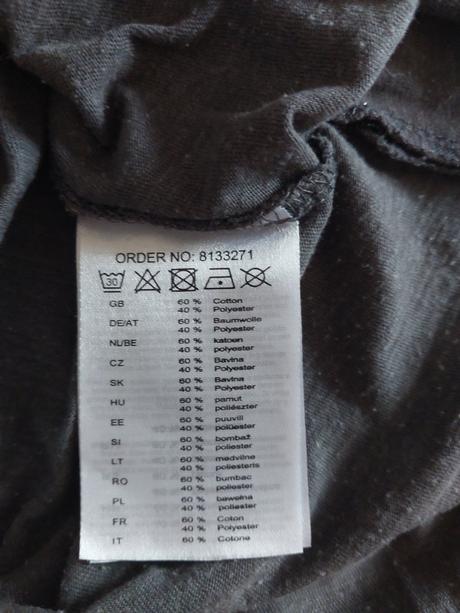 ORDER NO: 8133271
30
GB 60 % Cotton
40 % Polyester
DE/AT 60 % Baumwolle
40 % Polyester
NL/BE 60 % katoen
40 % polyester
CZ 60 % Bavlna
40 % Polyester
SK 60 % Bavlna
40 % Polyester
HU 60 % pamut
40 % poliészter
EE 60 % puuvill
40 % polüester
SI 60 % bombaž
40 % poliester
LT 60 % medvilnė
40 % poliesteris
RO 60 % bumbac
40 % poliester
PL 60 % bawełna
40 % poliester
FR 60 % Coton
40 % Polyester
IT 60 % Cotone